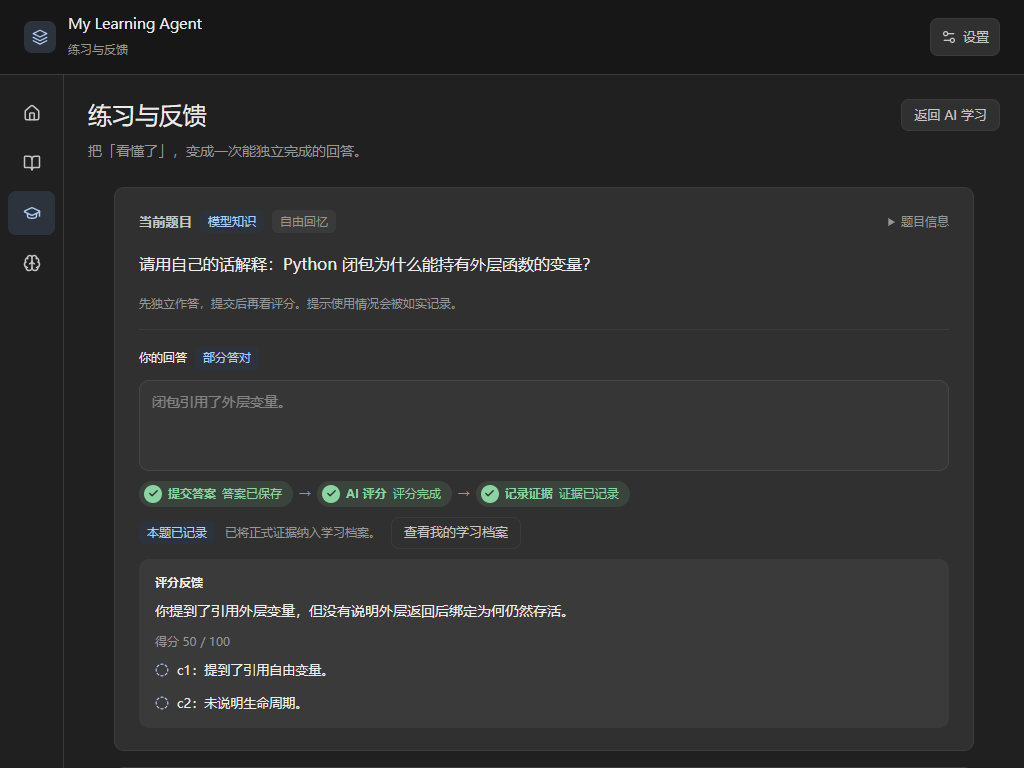 My Learning Agent
练习与反馈
设置
练习与反馈
返回 AI 学习
把「看懂了」，变成一次能独立完成的回答。
当前题目 模型知识 自由回忆
题目信息
请用自己的话解释：Python 闭包为什么能持有外层函数的变量？
先独立作答，提交后再看评分。提示使用情况会被如实记录。
你的回答 部分答对
闭包引用了外层变量。
提交答案 答案已保存 → AI 评分 评分完成 → 记录证据 证据已记录
本题已记录 已将正式证据纳入学习档案。 查看我的学习档案
评分反馈
你提到了引用外层变量，但没有说明外层返回后绑定为何仍然存活。
得分 50 / 100
c1：提到了引用自由变量。
c2：未说明生命周期。